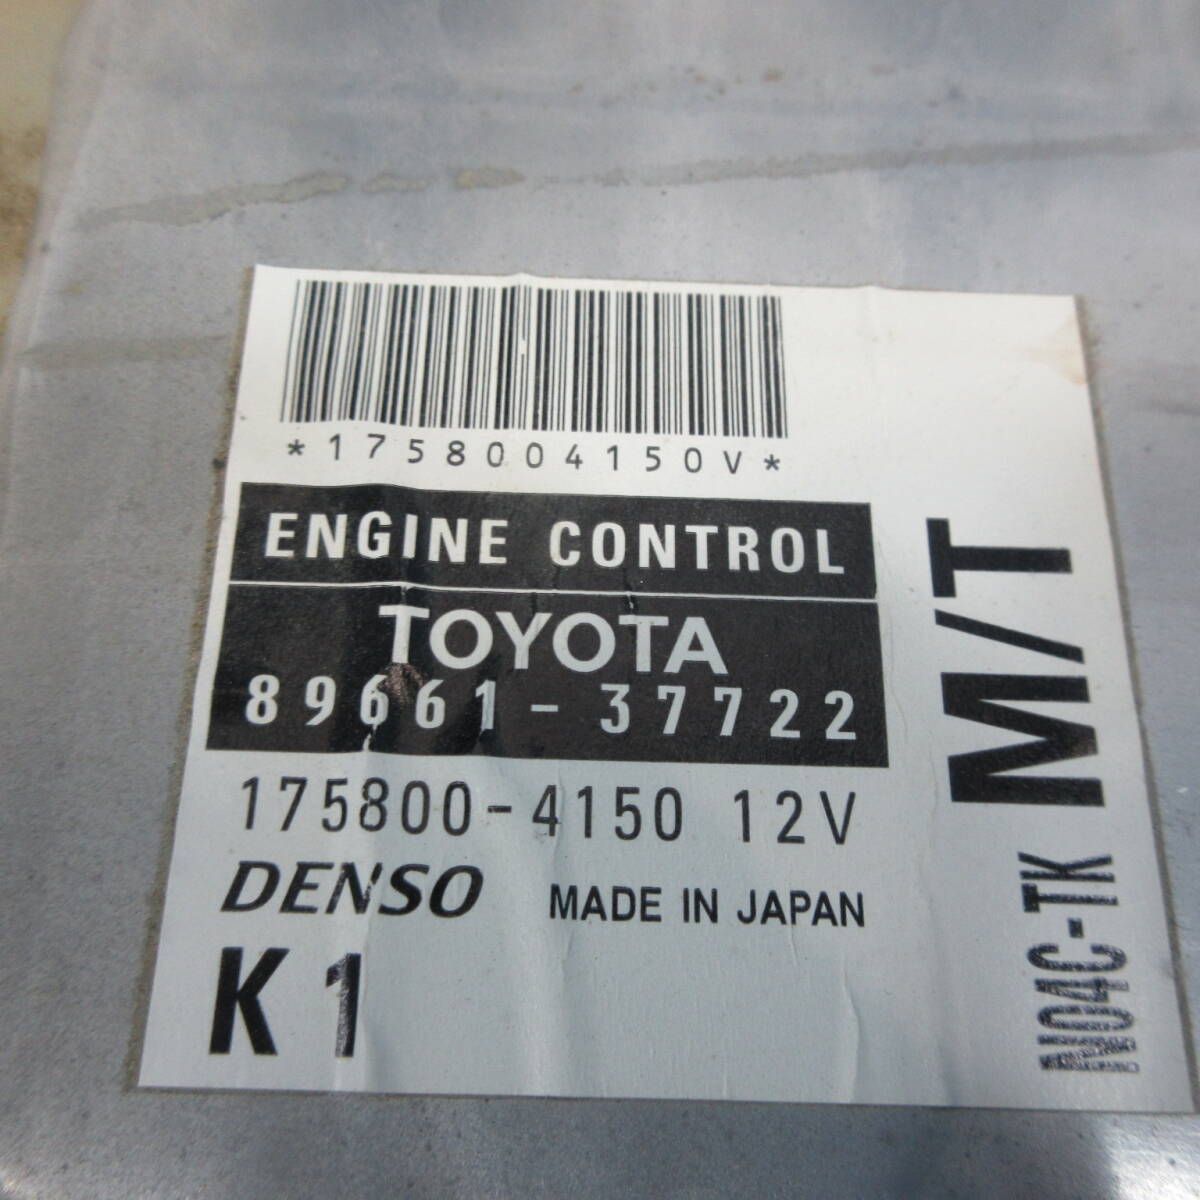 *1758004150V*
ENGINE CONTROL
TOYOTA
89661-37722
175800-4150 12V
DENSO MADE IN JAPAN
K1
M/T
N04C-TK